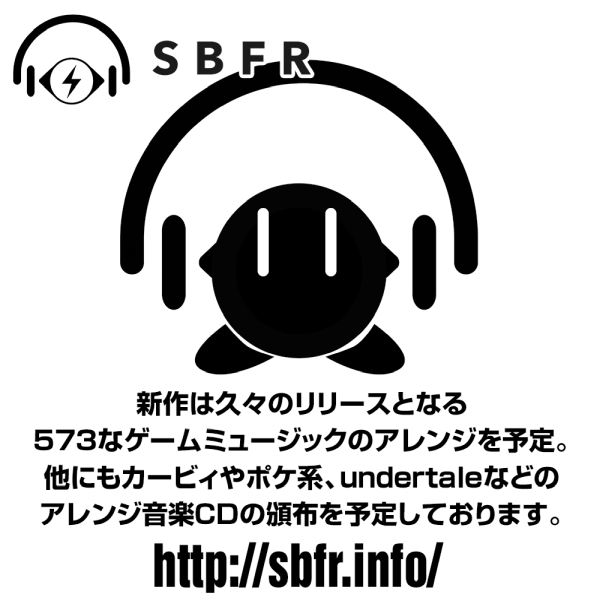 SBFR
新作は久々のリリースとなる
573なゲームミュージックのアレンジを予定。
他にもカービィやポケ系、undertaleなどの
アレンジ音楽CDの頒布を予定しております。
http://sbfr.info/